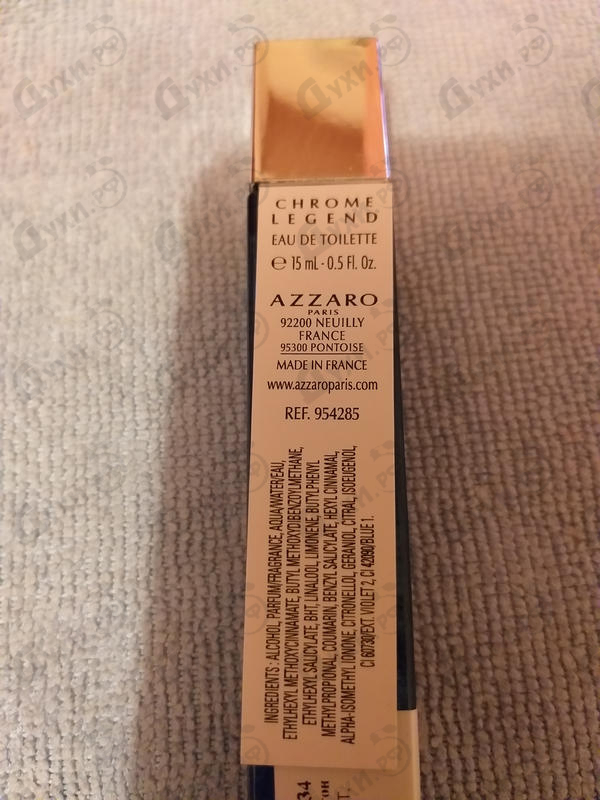 CHROME
LEGEND
EAU DE TOILETTE
℮ 15 mL - 0.5 Fl. Oz.
AZZARO
PARIS
92200 NEUILLY
FRANCE
95300 PONTOISE
MADE IN FRANCE
www.azzaroparis.com
REF. 954285
INGREDIENTS : ALCOHOL, PARFUM/FRAGRANCE, AQUA/WATER/EAU,
ETHYLHEXYL METHOXYCINNAMATE, BUTYL METHOXYDIBENZOYLMETHANE,
ETHYLHEXYL SALICYLATE, BHT, LINALOOL, LIMONENE, BUTYLPHENYL
METHYLPROPIONAL, COUMARIN, BENZYL SALICYLATE, HEXYL CINNAMAL,
ALPHA-ISOMETHYL IONONE, CITRONELLOL, GERANIOL, CITRAL, ISOEUGENOL,
CI 60730/EXT. VIOLET 2, CI 42090/BLUE 1.
34
Духи.рф